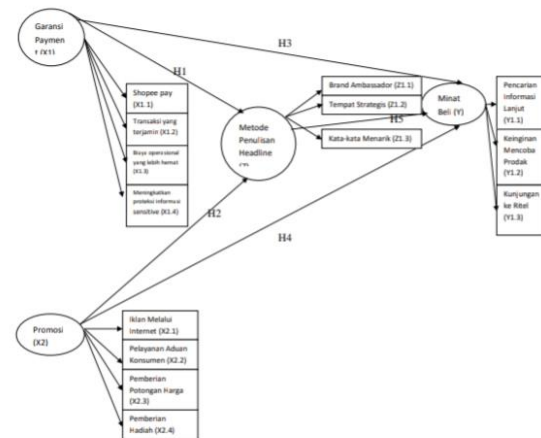 Garansi
Paymen
t (X1)
H3
H1
Shopee pay
(X1.1)
Transaksi yang
terjamin (X1.2)
Biaya operasional
yang lebih hemat
(X1.3)
Meningkatkan
proteksi informasi
sensitive (X1.4)
Metode
Penulisan
Headline
Brand Ambassador (Z1.1)
Tempat Strategis (Z1.2)
H5
Kata-kata Menarik (Z1.3)
Minat
Beli (Y)
Pencarian
Informasi
Lanjut
(Y1.1)
Keinginan
Mencoba
Prodak
(Y1.2)
Kunjungan
ke Ritel
(Y1.3)
H2
H4
Promosi
(X2)
Iklan Melalui
Internet (X2.1)
Pelayanan Aduan
Konsumen (X2.2)
Pemberian
Potongan Harga
(X2.3)
Pemberian
Hadiah (X2.4)